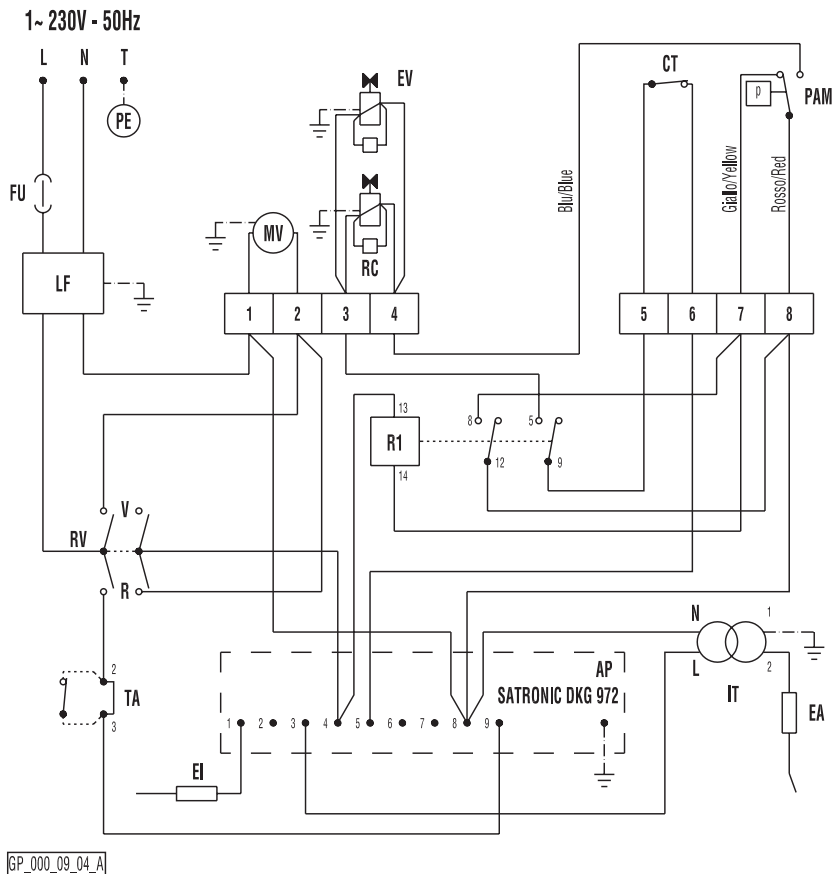 1~ 230V - 50Hz
L N T
PE
FU
LF
MV
EV
RC
1 2 3 4
Blu/Blue
CT
Giallo/Yellow
Rosso/Red
P
PAM
5 6 7 8
R1
13
14
8
12
5
9
V
RV
R
2
TA
3
N
L
1
2
IT
EA
AP
SATRONIC DKG 972
1 2 3 4 5 6 7 8 9
EI
GP_000_09_04_A